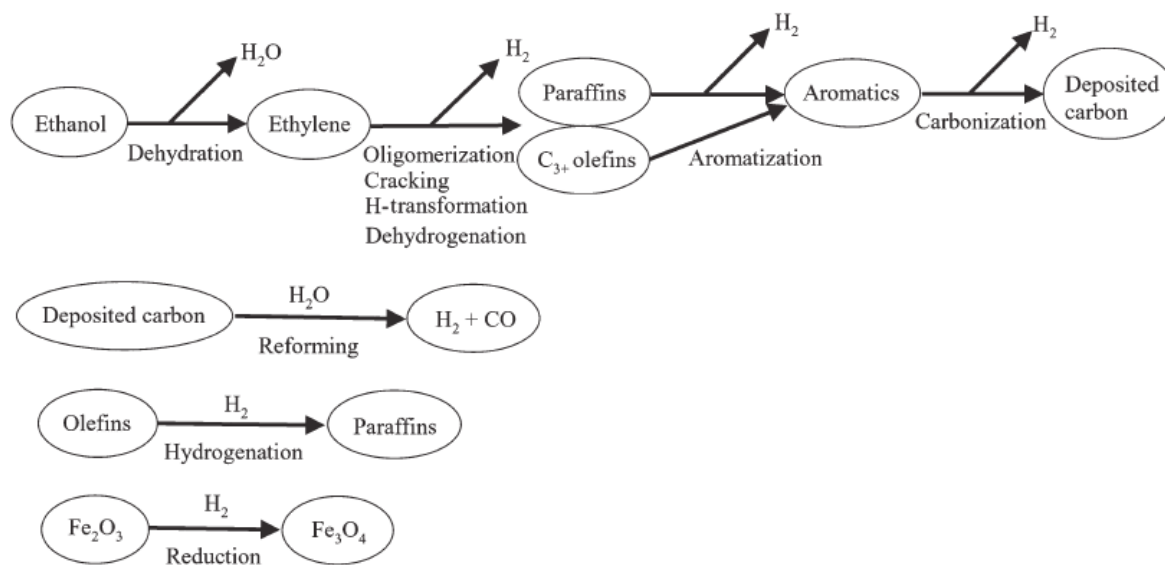 H₂O
H₂
H₂
H₂
Ethanol
Dehydration
Ethylene
Oligomerization
Cracking
H-transformation
Dehydrogenation
Paraffins
C₃₊ olefins
Aromatization
Aromatics
Carbonization
Deposited
carbon
Deposited carbon
H₂O
Reforming
H₂ + CO
Olefins
H₂
Hydrogenation
Paraffins
Fe₂O₃
H₂
Reduction
Fe₃O₄